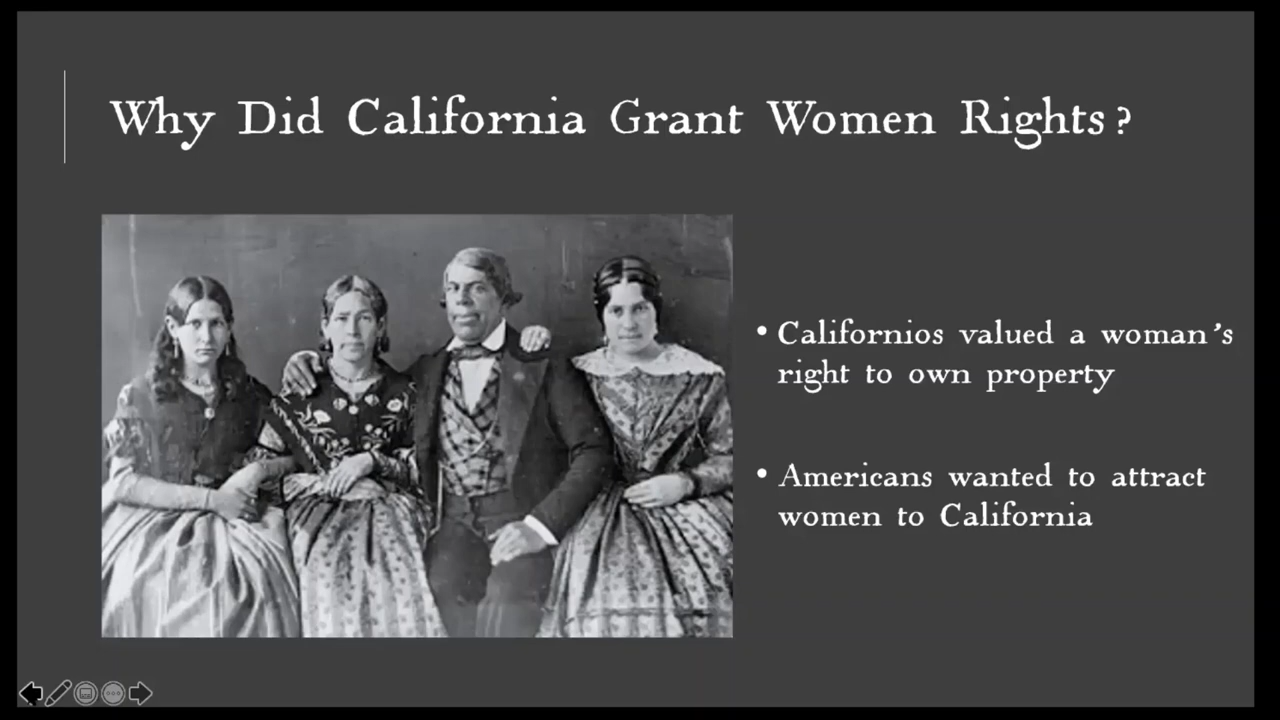 Why Did California Grant Women Rights?
• Californios valued a woman's
right to own property
• Americans wanted to attract
women to California